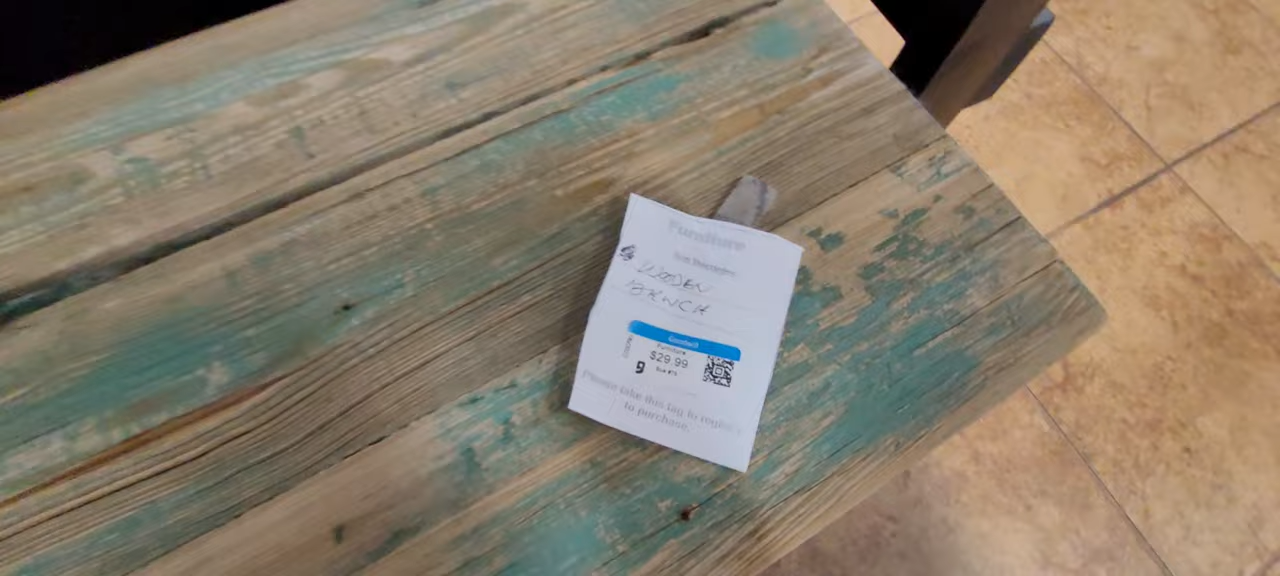 Furniture
WOODEN
BENCH
Goodwill
Furniture
$29.99
9
Please take this tag to register
to purchase.